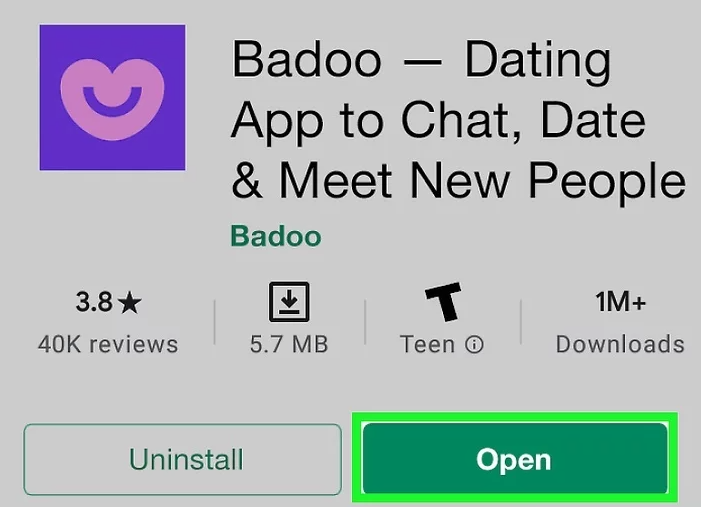 Badoo — Dating
App to Chat, Date
& Meet New People
Badoo
3.8★
40K reviews
5.7 MB
T
Teen ⓘ
1M+
Downloads
Uninstall
Open